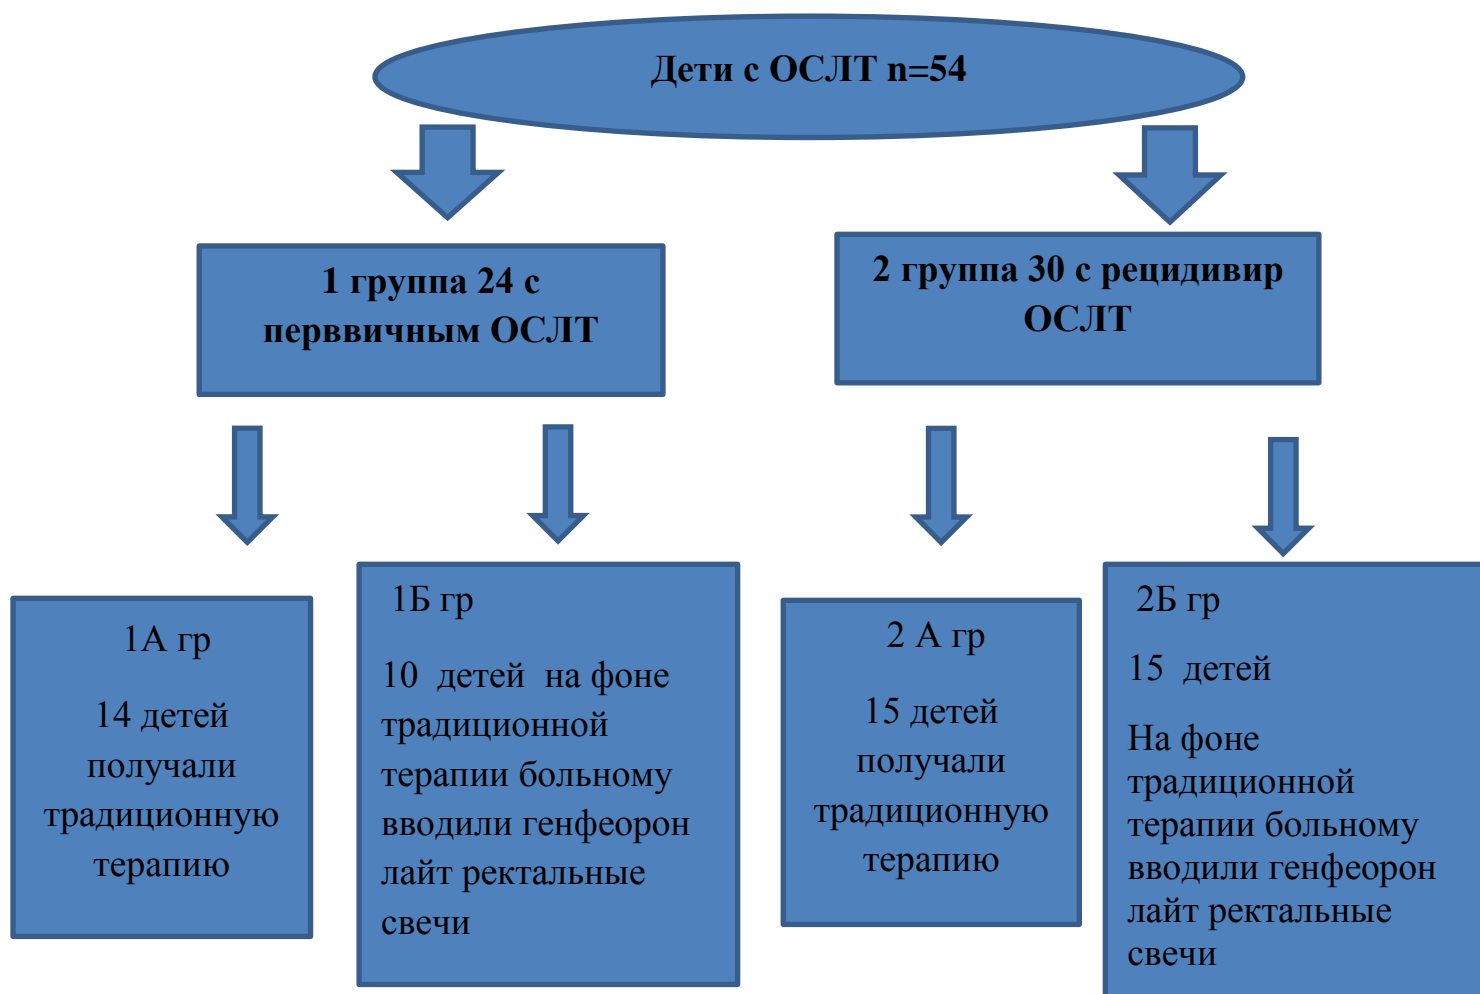 Дети с ОСЛТ n=54
1 группа 24 с
перввичным ОСЛТ
2 группа 30 с рецидивир
ОСЛТ
1А гр
14 детей
получали
традиционную
терапию
1Б гр
10 детей на фоне
традиционной
терапии больному
вводили генфеорон
лайт ректальные
свечи
2 А гр
15 детей
получали
традиционную
терапию
2Б гр
15 детей
На фоне
традиционной
терапии больному
вводили генфеорон
лайт ректальные
свечи